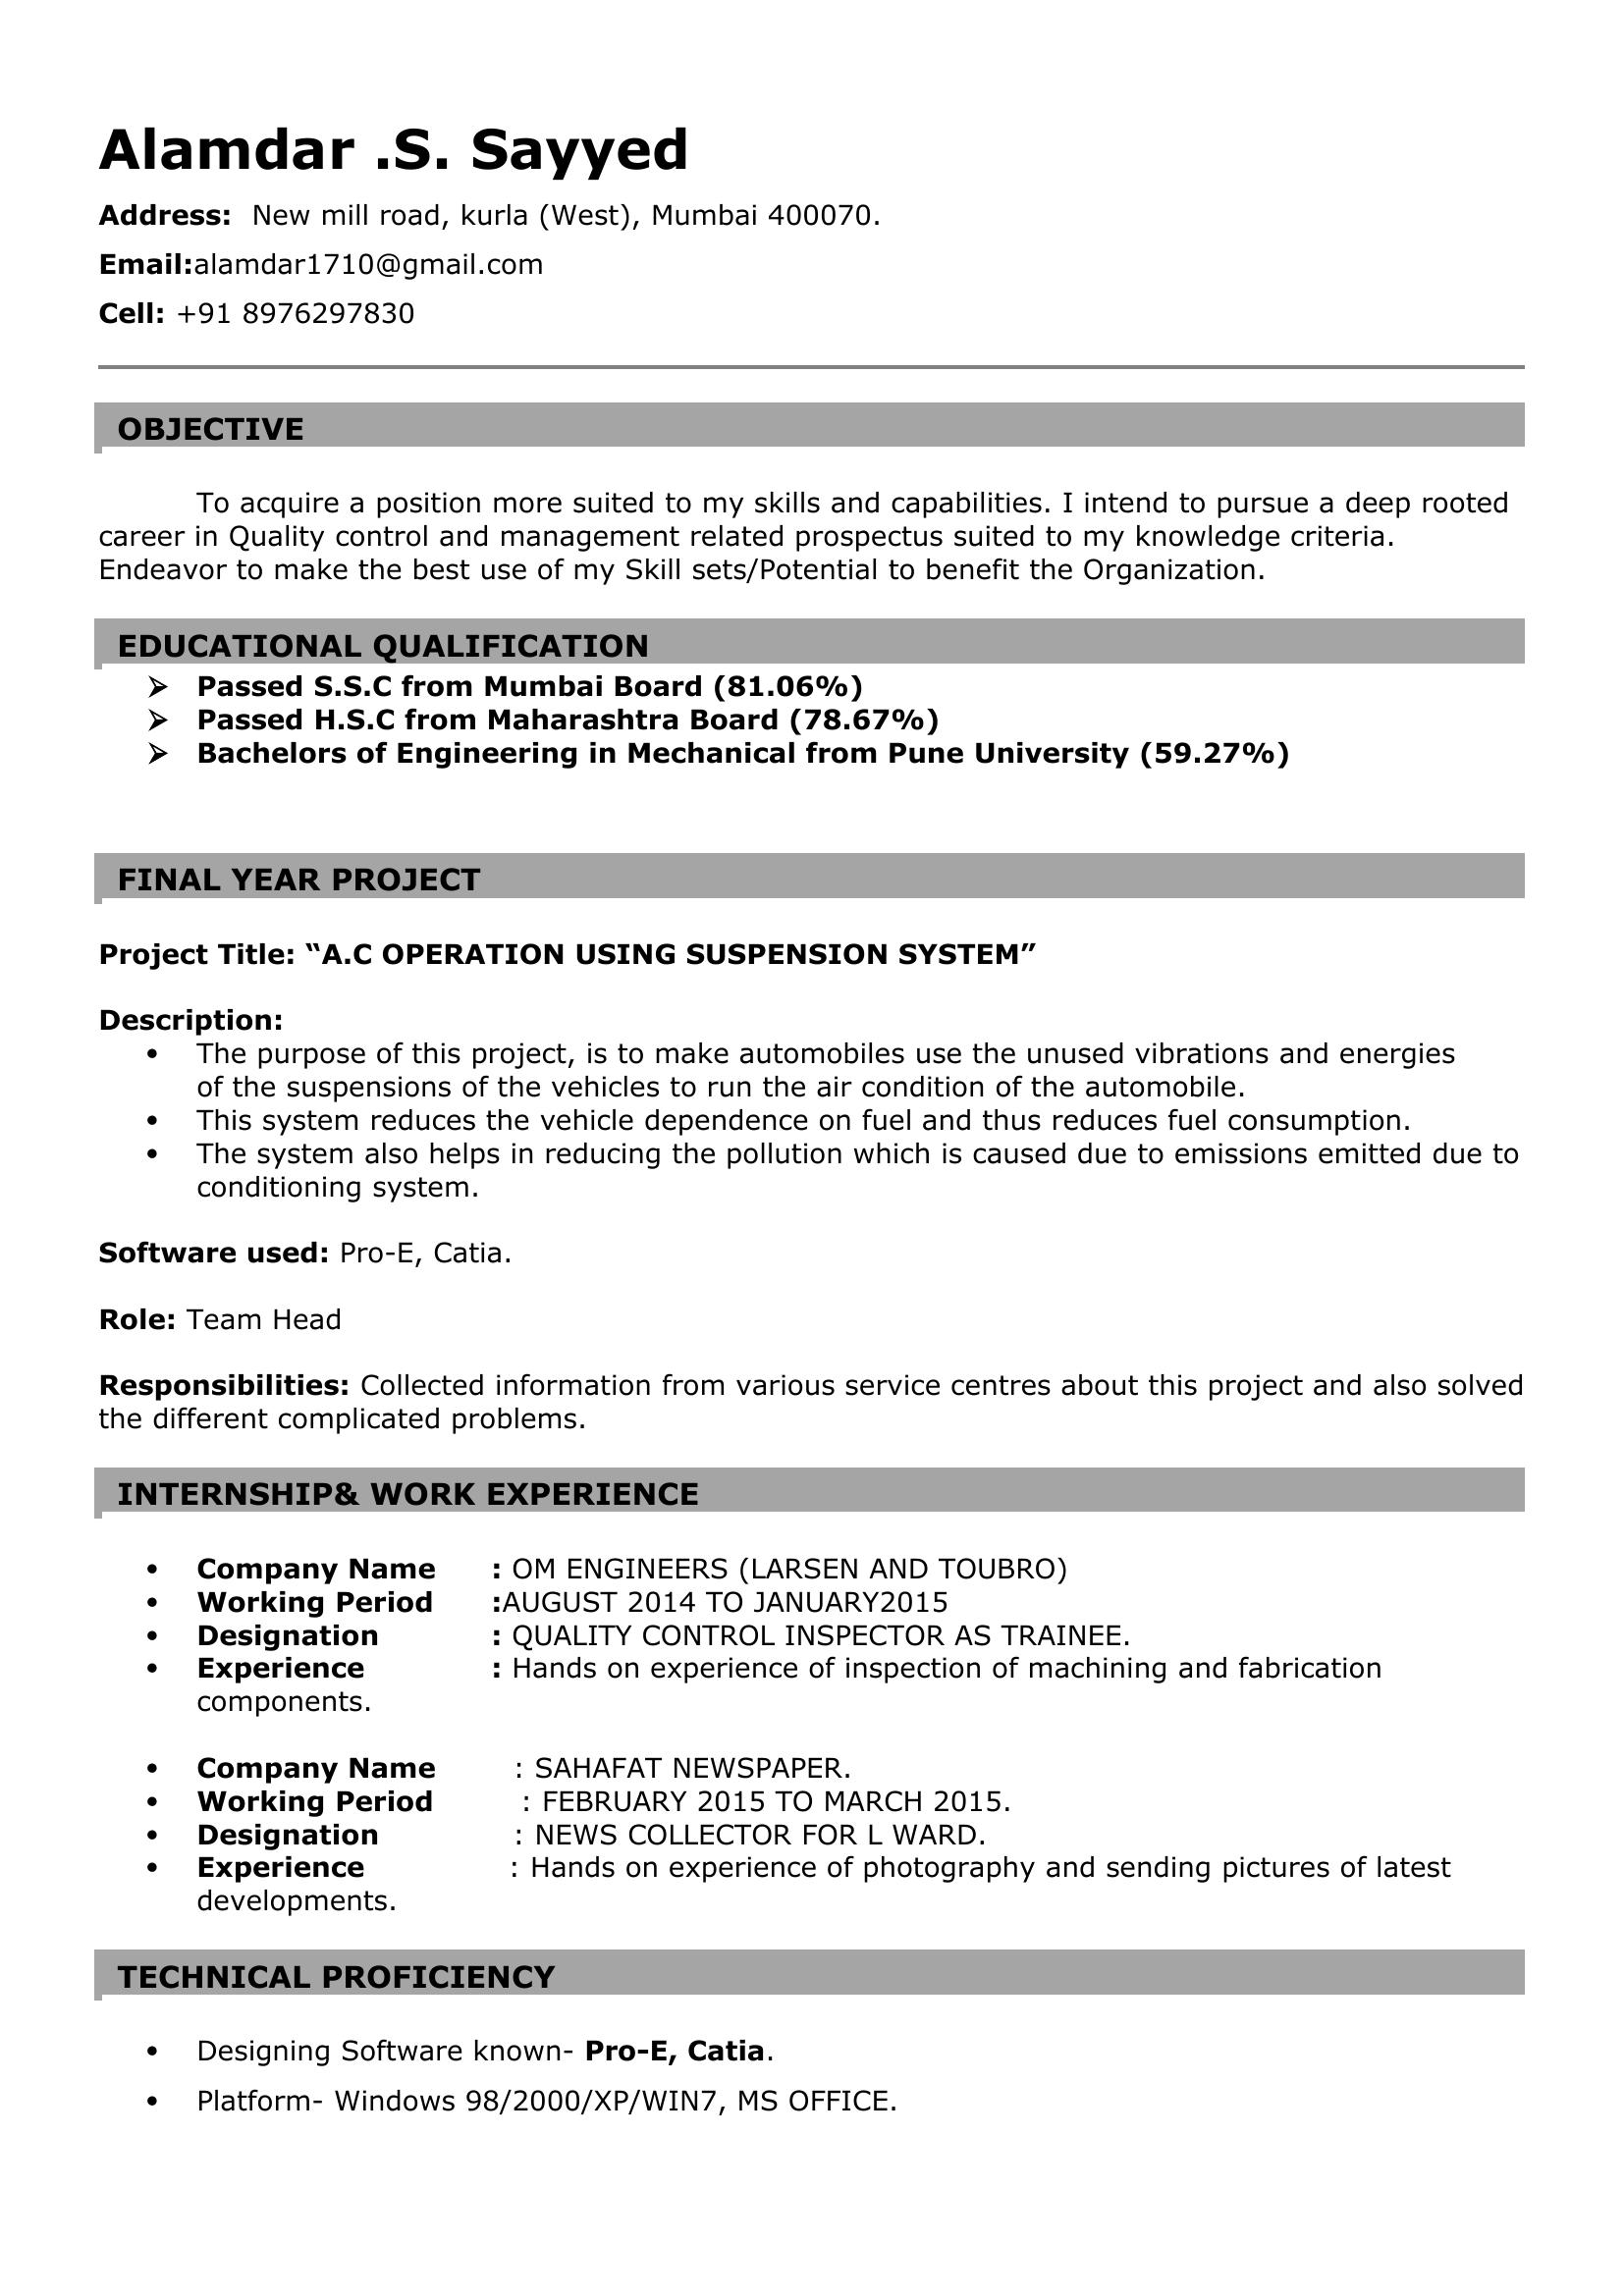 Alamdar .S. Sayyed
Address: New mill road, kurla (West), Mumbai 400070.
Email:alamdar1710@gmail.com
Cell: +91 8976297830
OBJECTIVE
To acquire a position more suited to my skills and capabilities. I intend to pursue a deep rooted
career in Quality control and management related prospectus suited to my knowledge criteria.
Endeavor to make the best use of my Skill sets/Potential to benefit the Organization.
EDUCATIONAL QUALIFICATION
➢ Passed S.S.C from Mumbai Board (81.06%)
➢ Passed H.S.C from Maharashtra Board (78.67%)
➢ Bachelors of Engineering in Mechanical from Pune University (59.27%)
FINAL YEAR PROJECT
Project Title: “A.C OPERATION USING SUSPENSION SYSTEM”
Description:
• The purpose of this project, is to make automobiles use the unused vibrations and energies
of the suspensions of the vehicles to run the air condition of the automobile.
• This system reduces the vehicle dependence on fuel and thus reduces fuel consumption.
• The system also helps in reducing the pollution which is caused due to emissions emitted due to
conditioning system.
Software used: Pro-E, Catia.
Role: Team Head
Responsibilities: Collected information from various service centres about this project and also solved
the different complicated problems.
INTERNSHIP& WORK EXPERIENCE
• Company Name : OM ENGINEERS (LARSEN AND TOUBRO)
• Working Period :AUGUST 2014 TO JANUARY2015
• Designation : QUALITY CONTROL INSPECTOR AS TRAINEE.
• Experience : Hands on experience of inspection of machining and fabrication
components.
• Company Name : SAHAFAT NEWSPAPER.
• Working Period : FEBRUARY 2015 TO MARCH 2015.
• Designation : NEWS COLLECTOR FOR L WARD.
• Experience : Hands on experience of photography and sending pictures of latest
developments.
TECHNICAL PROFICIENCY
• Designing Software known- Pro-E, Catia.
• Platform- Windows 98/2000/XP/WIN7, MS OFFICE.